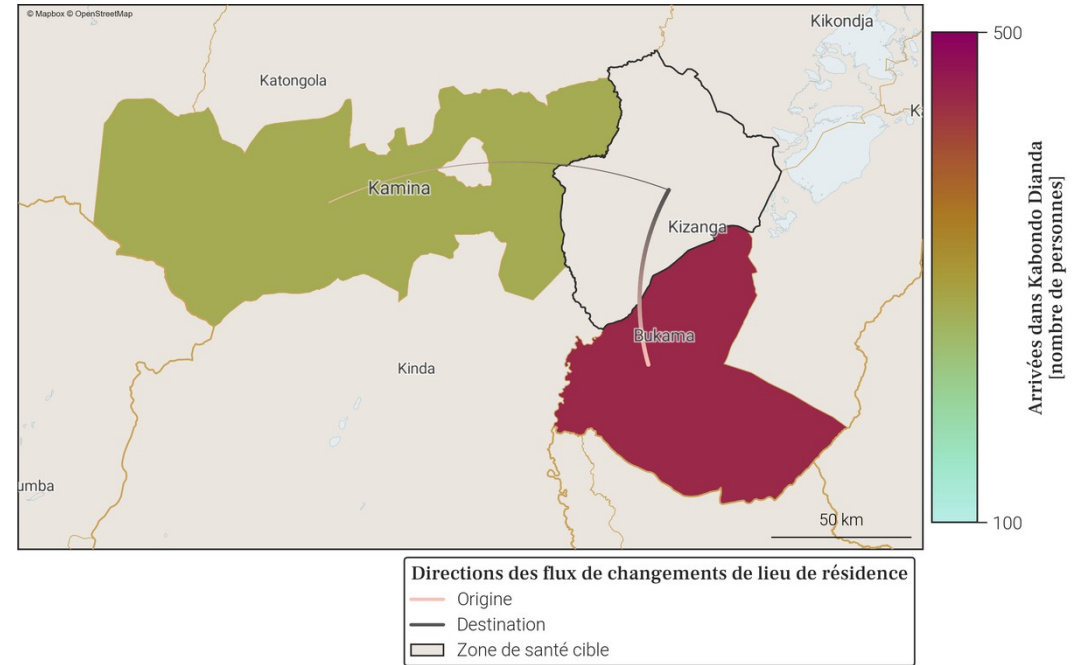 © Mapbox © OpenStreetMap
Kikondja
Katongola
Kamina
Kizanga
Bukama
Kinda
umba
50 km
500
100
Arrivées dans Kabondo Dianda
[nombre de personnes]
Directions des flux de changements de lieu de résidence
Origine
Destination
Zone de santé cible